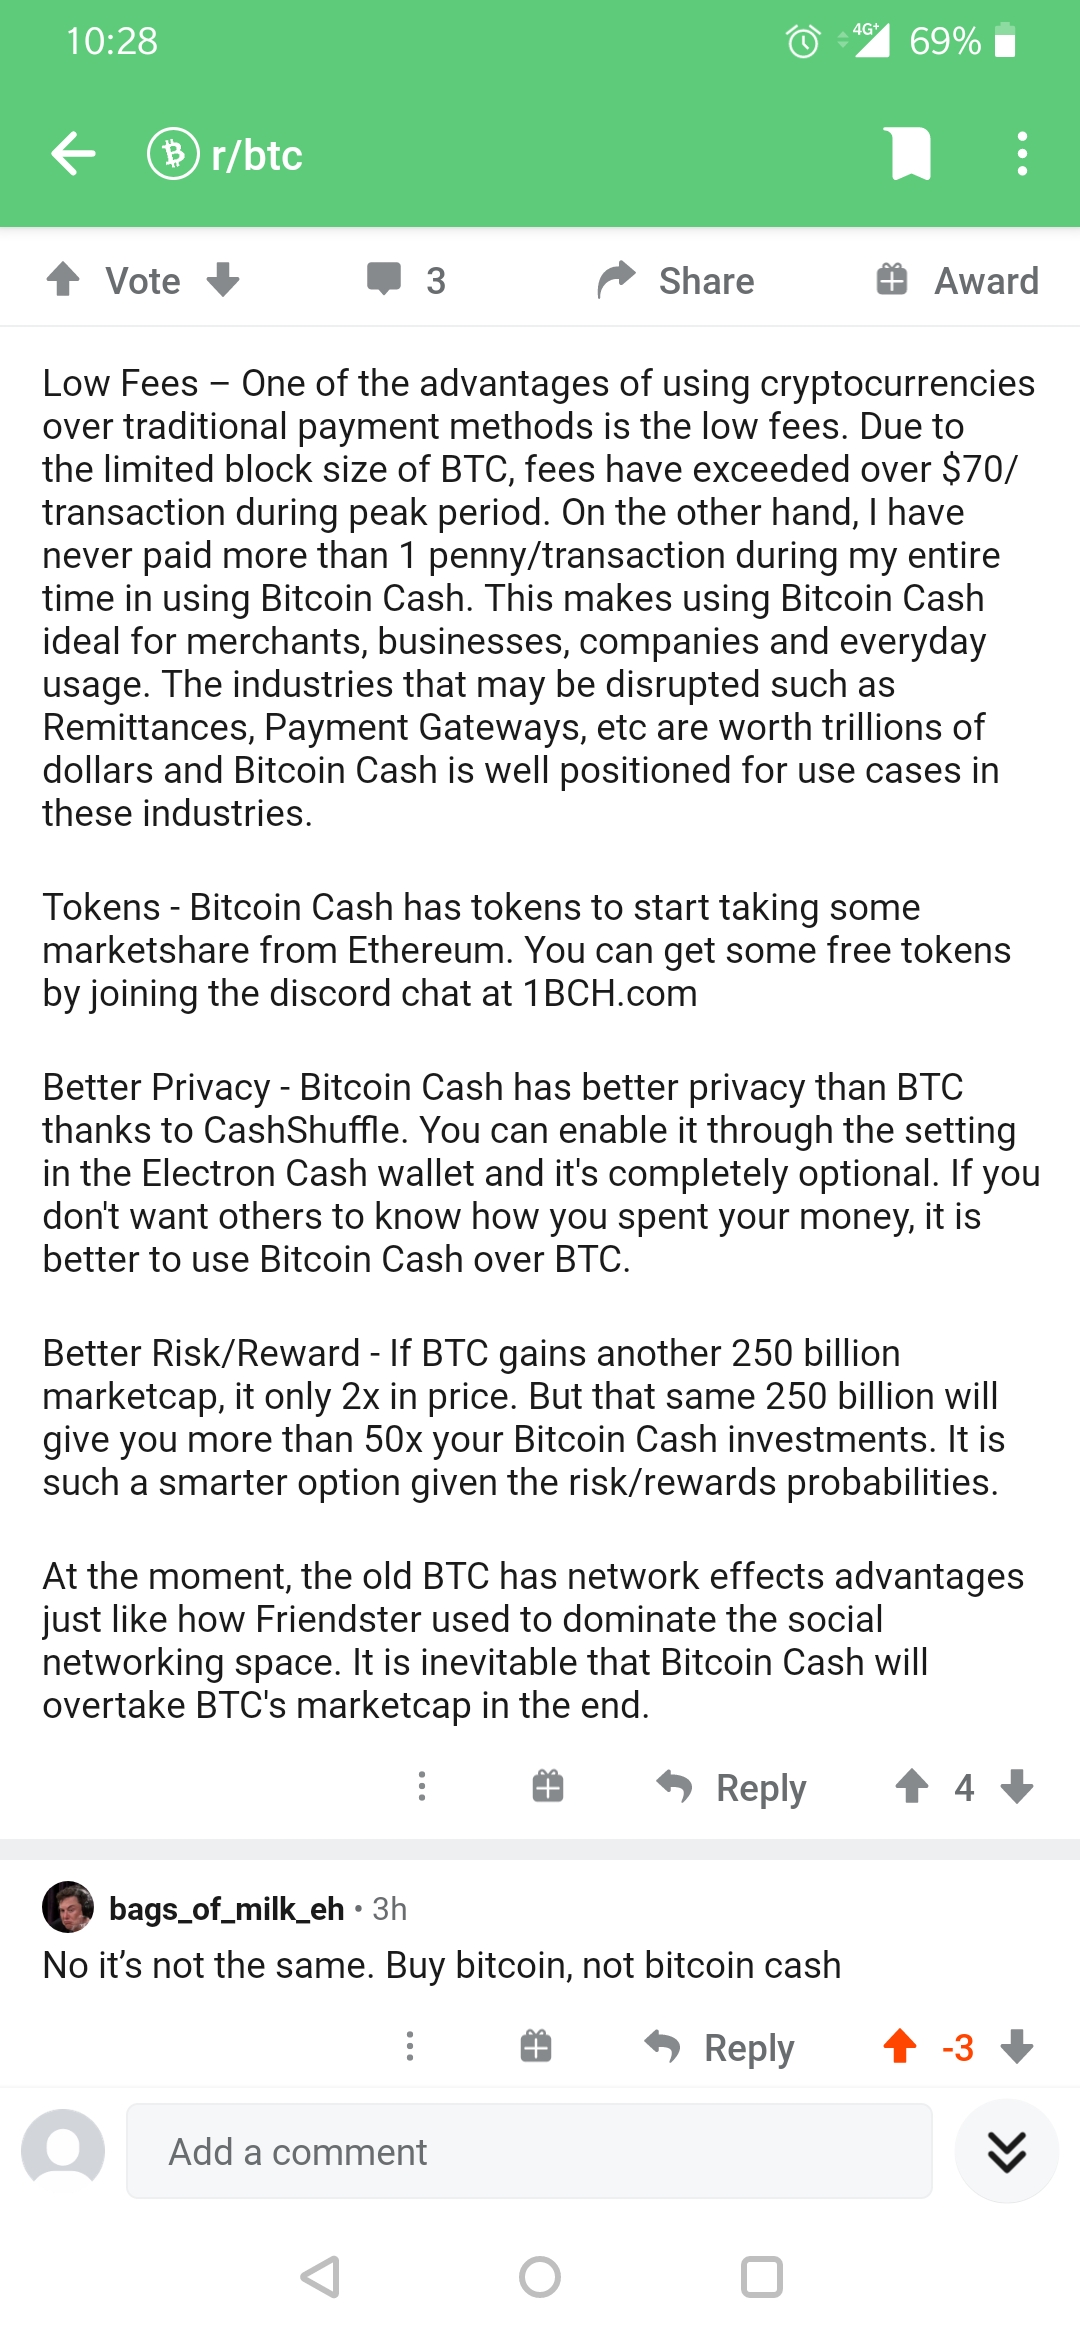 10:28
4G+ 69%
r/btc
Vote 3 Share Award
Low Fees – One of the advantages of using cryptocurrencies
over traditional payment methods is the low fees. Due to
the limited block size of BTC, fees have exceeded over $70/
transaction during peak period. On the other hand, I have
never paid more than 1 penny/transaction during my entire
time in using Bitcoin Cash. This makes using Bitcoin Cash
ideal for merchants, businesses, companies and everyday
usage. The industries that may be disrupted such as
Remittances, Payment Gateways, etc are worth trillions of
dollars and Bitcoin Cash is well positioned for use cases in
these industries.
Tokens - Bitcoin Cash has tokens to start taking some
marketshare from Ethereum. You can get some free tokens
by joining the discord chat at 1BCH.com
Better Privacy - Bitcoin Cash has better privacy than BTC
thanks to CashShuffle. You can enable it through the setting
in the Electron Cash wallet and it's completely optional. If you
don't want others to know how you spent your money, it is
better to use Bitcoin Cash over BTC.
Better Risk/Reward - If BTC gains another 250 billion
marketcap, it only 2x in price. But that same 250 billion will
give you more than 50x your Bitcoin Cash investments. It is
such a smarter option given the risk/rewards probabilities.
At the moment, the old BTC has network effects advantages
just like how Friendster used to dominate the social
networking space. It is inevitable that Bitcoin Cash will
overtake BTC's marketcap in the end.
Reply 4
bags_of_milk_eh • 3h
No it’s not the same. Buy bitcoin, not bitcoin cash
Reply -3
Add a comment